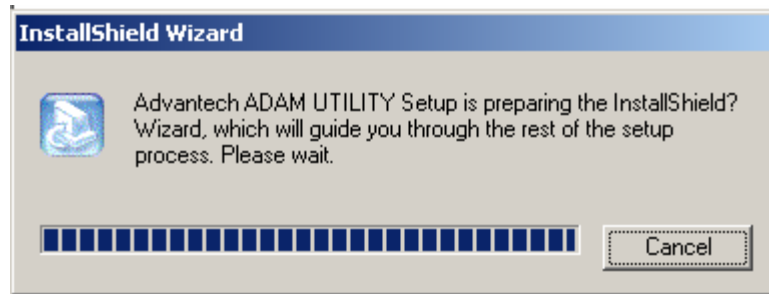 InstallShield Wizard
Advantech ADAM UTILITY Setup is preparing the InstallShield?
Wizard, which will guide you through the rest of the setup
process. Please wait.
Cancel